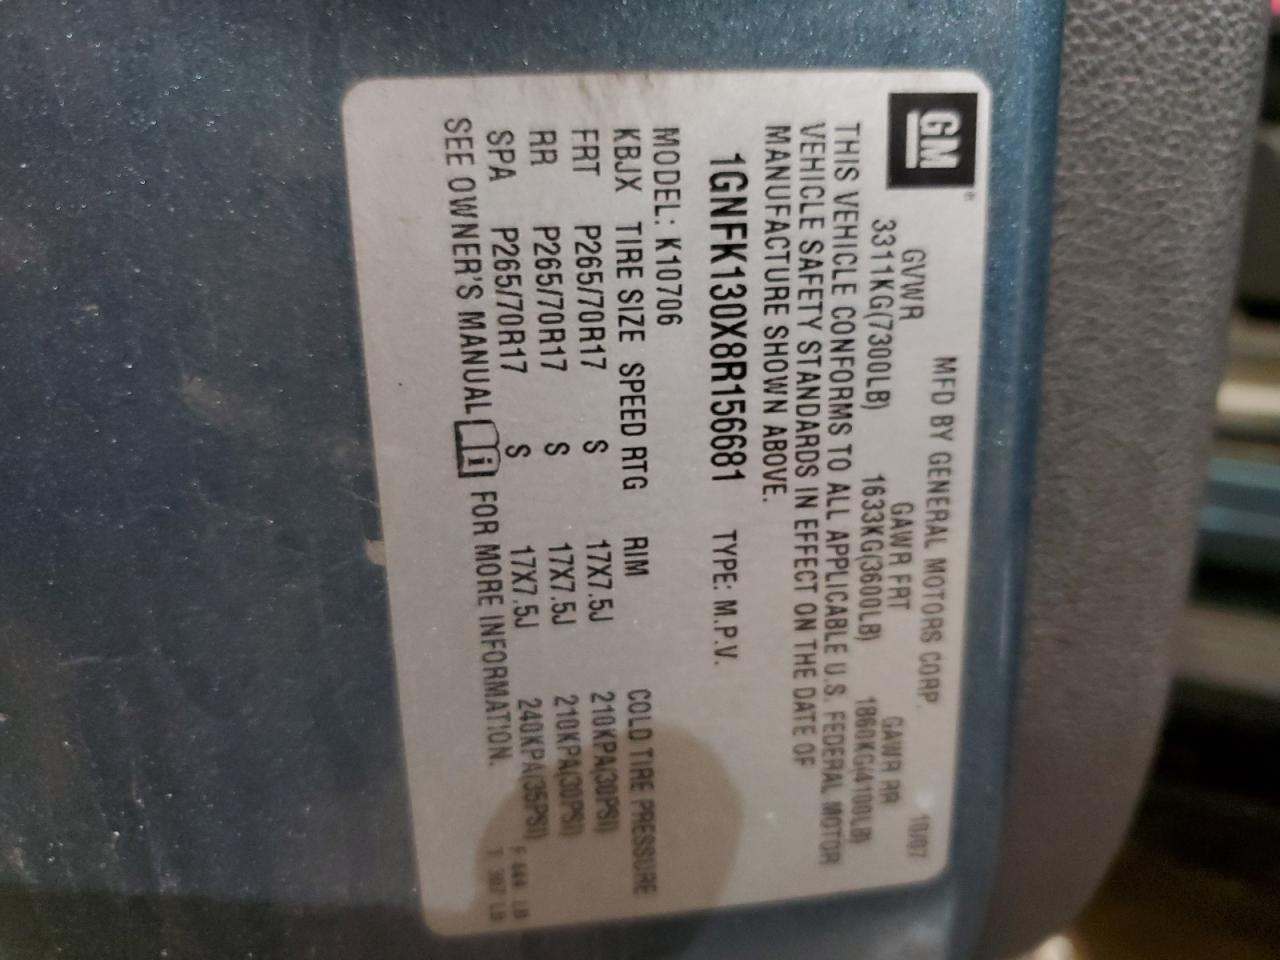 GM
MFD BY GENERAL MOTORS CORP. 10/07
GVWR GAWR FRT GAWR RR
3311KG(7300LB) 1633KG(3600LB) 1860KG(4100LB)
THIS VEHICLE CONFORMS TO ALL APPLICABLE U.S. FEDERAL MOTOR
VEHICLE SAFETY STANDARDS IN EFFECT ON THE DATE OF
MANUFACTURE SHOWN ABOVE.
1GNFK130X8R156681 TYPE: M.P.V.
MODEL: K10706
KBJX TIRE SIZE SPEED RTG RIM COLD TIRE PRESSURE
FRT P265/70R17 S 17X7.5J 210KPA(30PSI)
RR P265/70R17 S 17X7.5J 210KPA(30PSI)
SPA P265/70R17 S 17X7.5J 240KPA(35PSI)
SEE OWNER'S MANUAL i FOR MORE INFORMATION.